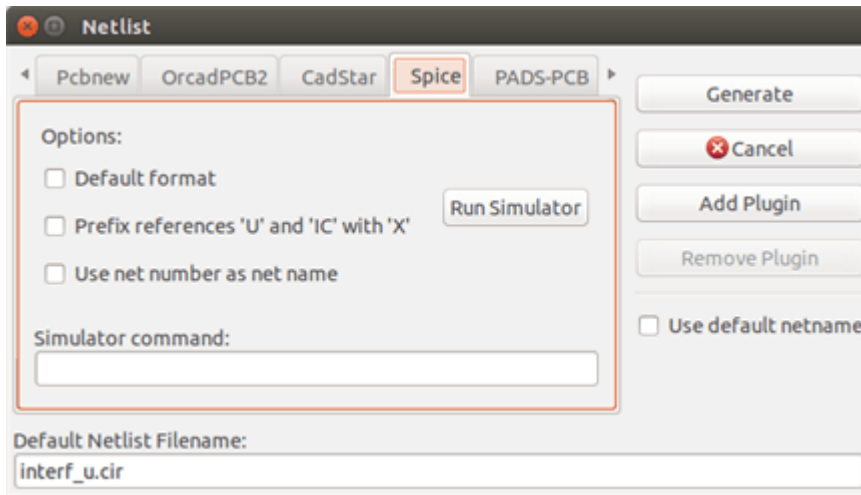 Netlist
Pcbnew OrcadPCB2 CadStar Spice PADS-PCB
Generate
Options:
Cancel
Default format
Run Simulator
Add Plugin
Prefix references 'U' and 'IC' with 'X'
Remove Plugin
Use net number as net name
Use default netname
Simulator command:
Default Netlist Filename:
interf_u.cir